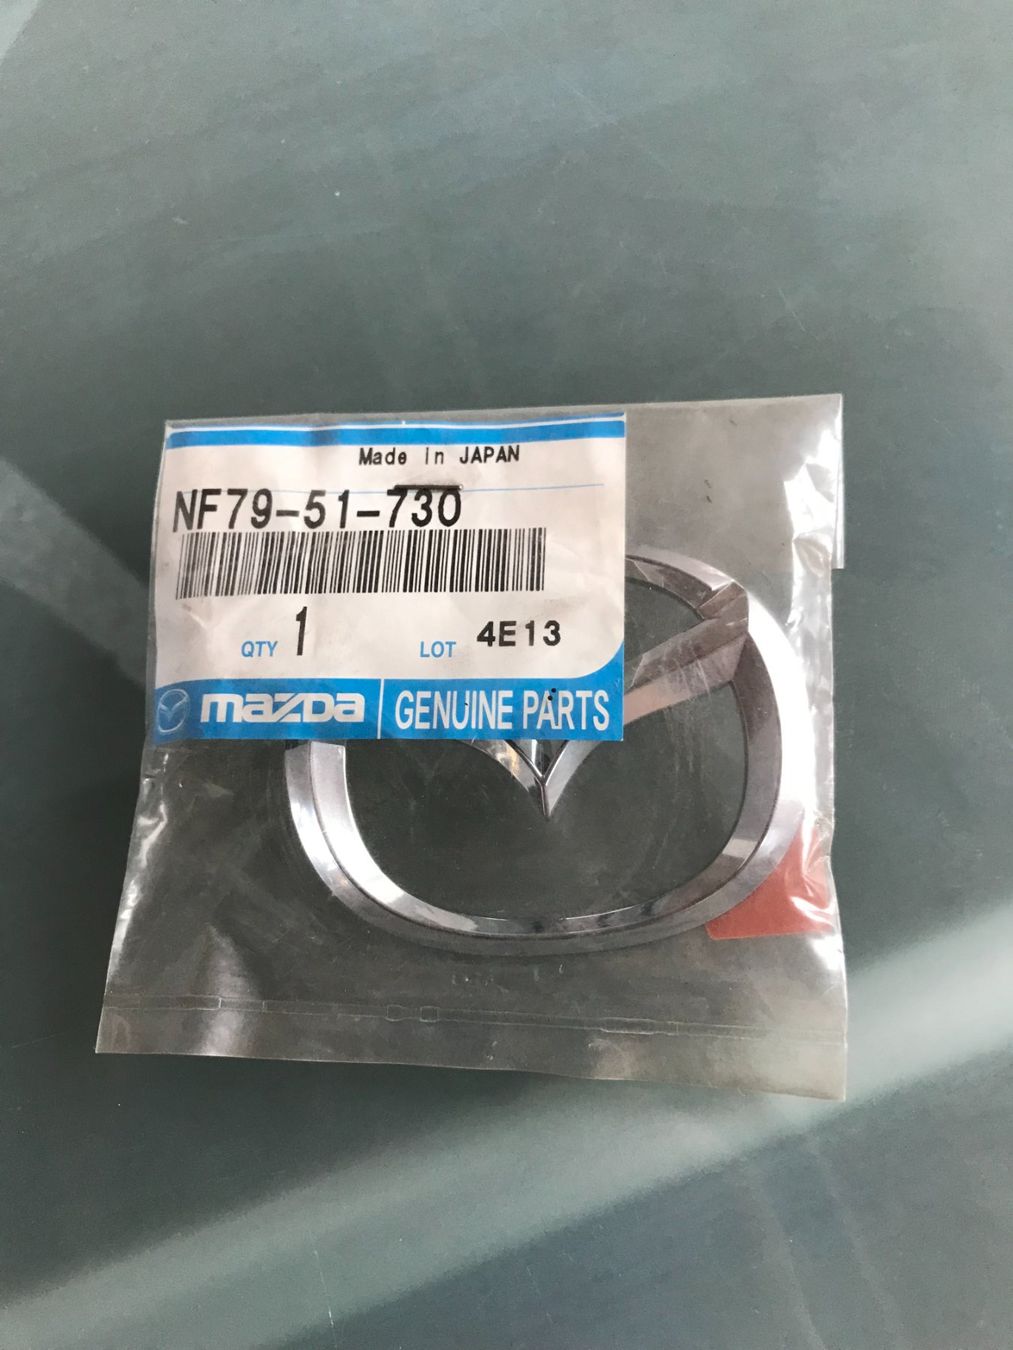 Made in JAPAN
NF79-51-730
QTY 1 LOT 4E13
mazda GENUINE PARTS